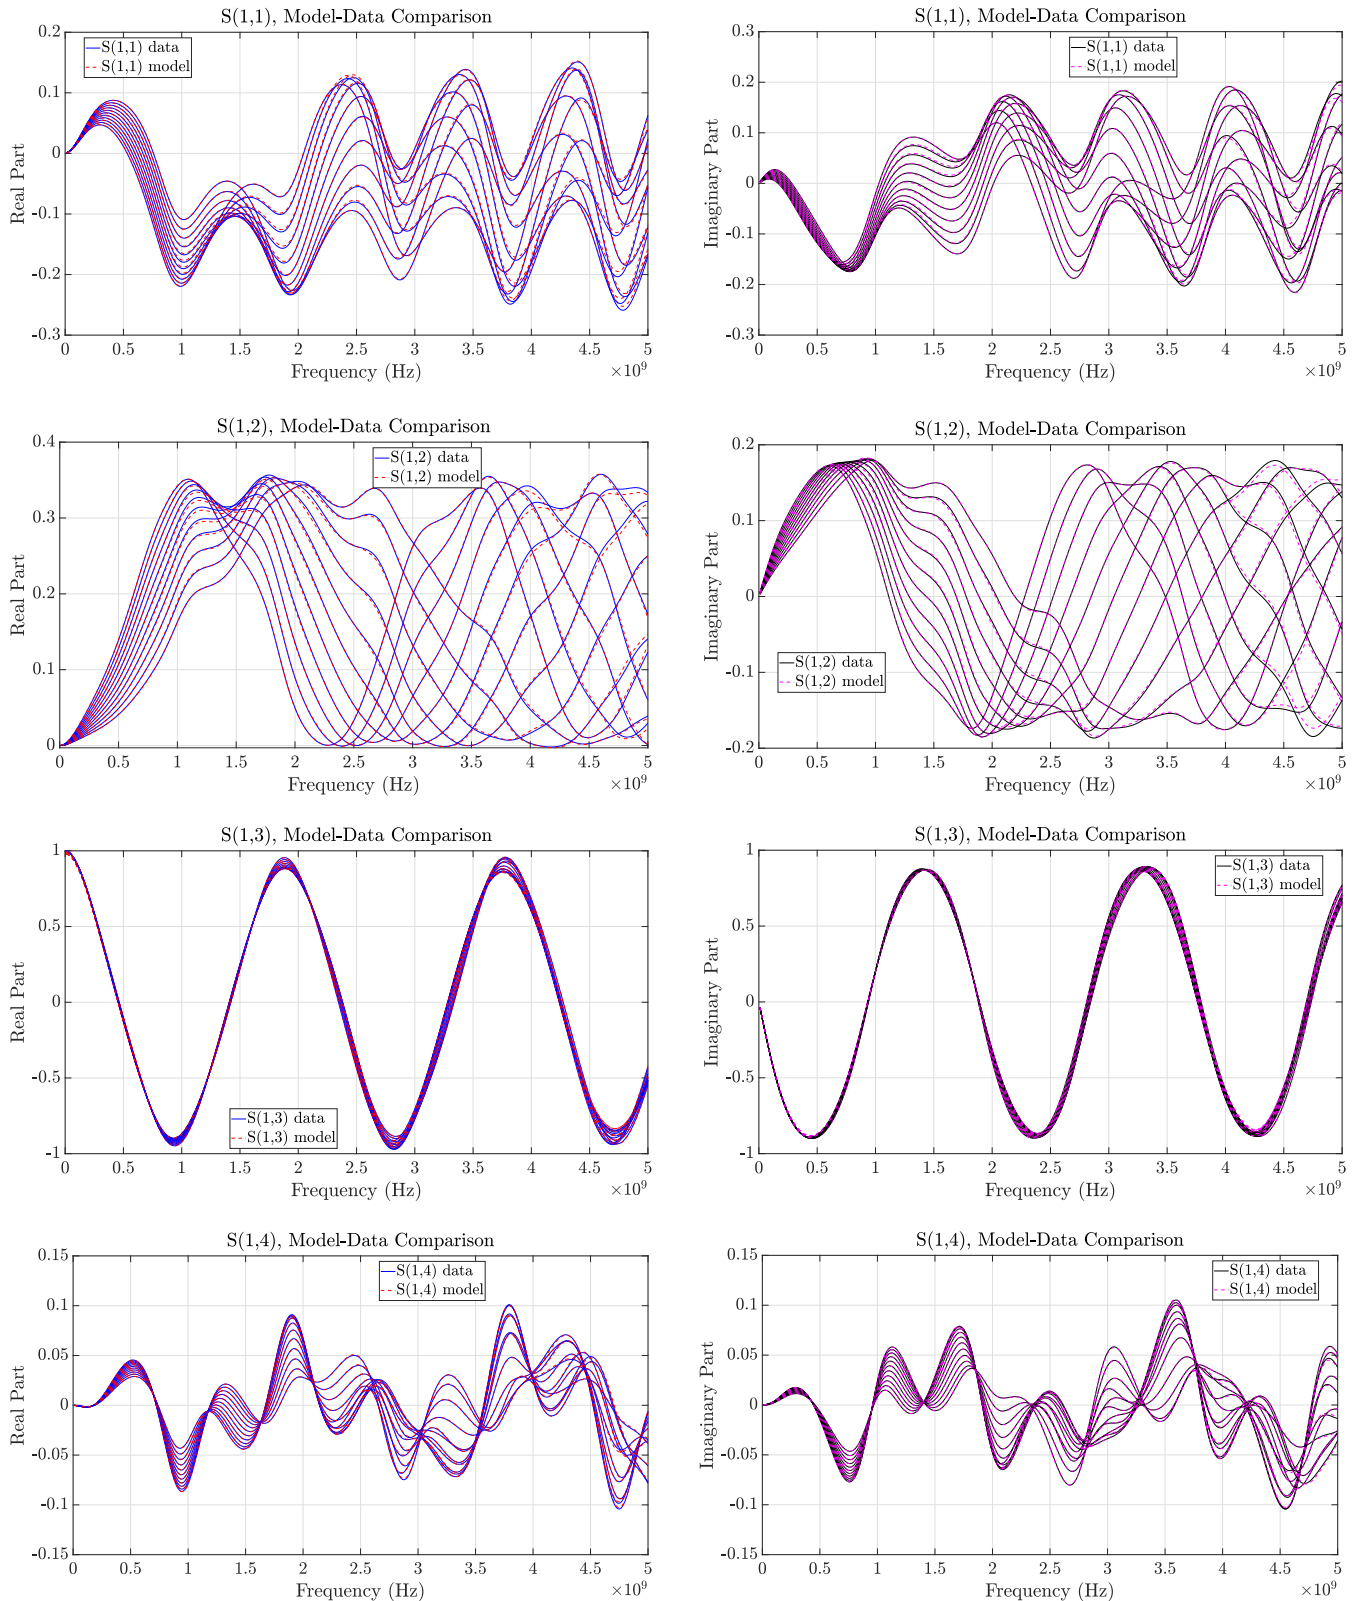 S(1,1), Model-Data Comparison
S(1,1) data
S(1,1) model
Real Part
0.2
0.1
0
-0.1
-0.2
-0.3
0 0.5 1 1.5 2 2.5 3 3.5 4 4.5 5
Frequency (Hz)
×10⁹
S(1,1), Model-Data Comparison
S(1,1) data
S(1,1) model
Imaginary Part
0.3
0.2
0.1
0
-0.1
-0.2
-0.3
0 0.5 1 1.5 2 2.5 3 3.5 4 4.5 5
Frequency (Hz)
×10⁹
S(1,2), Model-Data Comparison
S(1,2) data
S(1,2) model
Real Part
0.4
0.3
0.2
0.1
0
0 0.5 1 1.5 2 2.5 3 3.5 4 4.5 5
Frequency (Hz)
×10⁹
S(1,2), Model-Data Comparison
S(1,2) data
S(1,2) model
Imaginary Part
0.2
0.1
0
-0.1
-0.2
0 0.5 1 1.5 2 2.5 3 3.5 4 4.5 5
Frequency (Hz)
×10⁹
S(1,3), Model-Data Comparison
S(1,3) data
S(1,3) model
Real Part
1
0.5
0
-0.5
-1
0 0.5 1 1.5 2 2.5 3 3.5 4 4.5 5
Frequency (Hz)
×10⁹
S(1,3), Model-Data Comparison
S(1,3) data
S(1,3) model
Imaginary Part
1
0.5
0
-0.5
-1
0 0.5 1 1.5 2 2.5 3 3.5 4 4.5 5
Frequency (Hz)
×10⁹
S(1,4), Model-Data Comparison
S(1,4) data
S(1,4) model
Real Part
0.15
0.1
0.05
0
-0.05
-0.1
-0.15
0 0.5 1 1.5 2 2.5 3 3.5 4 4.5 5
Frequency (Hz)
×10⁹
S(1,4), Model-Data Comparison
S(1,4) data
S(1,4) model
Imaginary Part
0.15
0.1
0.05
0
-0.05
-0.1
-0.15
0 0.5 1 1.5 2 2.5 3 3.5 4 4.5 5
Frequency (Hz)
×10⁹